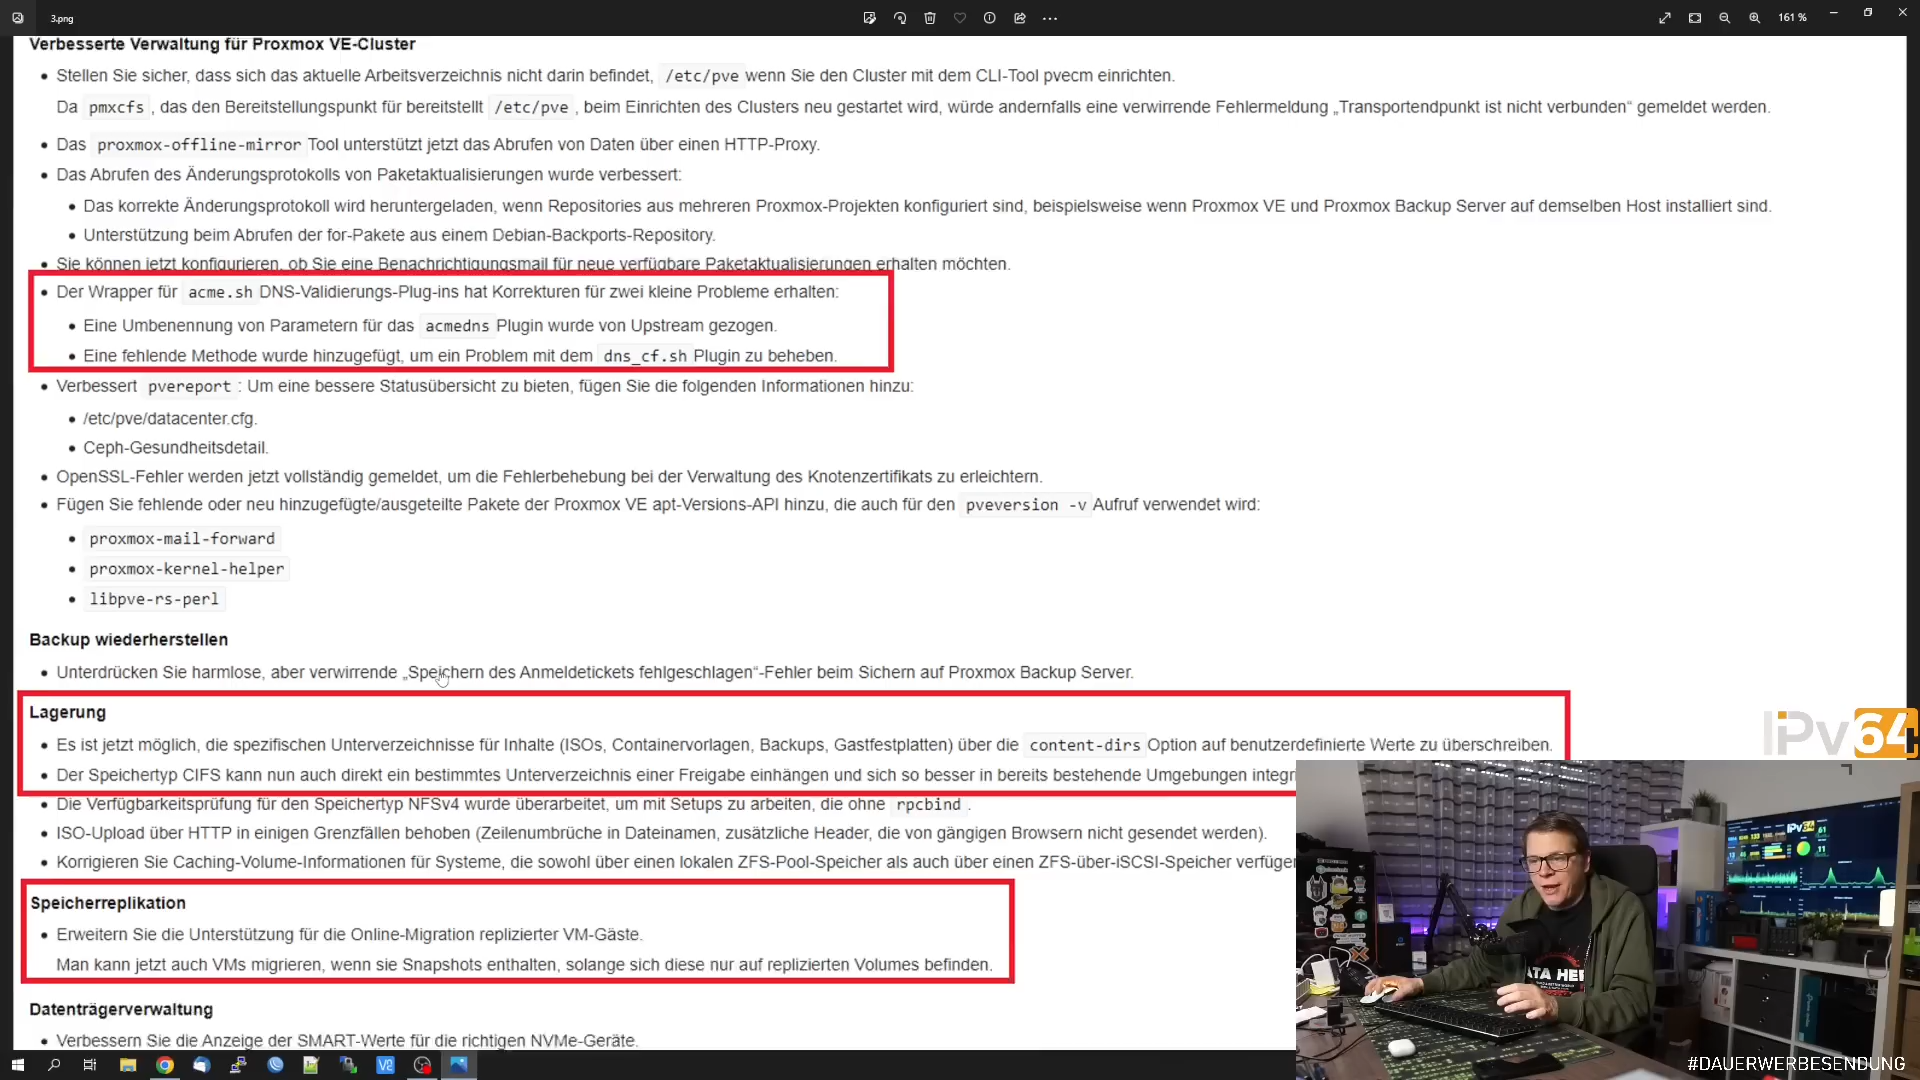 3.png
161 %
Verbesserte Verwaltung für Proxmox VE-Cluster
Stellen Sie sicher, dass sich das aktuelle Arbeitsverzeichnis nicht darin befindet, /etc/pve wenn Sie den Cluster mit dem CLI-Tool pvecm einrichten.
Da pmxcfs , das den Bereitstellungspunkt für bereitstellt /etc/pve , beim Einrichten des Clusters neu gestartet wird, würde andernfalls eine verwirrende Fehlermeldung „Transportendpunkt ist nicht verbunden“ gemeldet werden.
Das proxmox-offline-mirror Tool unterstützt jetzt das Abrufen von Daten über einen HTTP-Proxy.
Das Abrufen des Änderungsprotokolls von Paketaktualisierungen wurde verbessert:
Das korrekte Änderungsprotokoll wird heruntergeladen, wenn Repositories aus mehreren Proxmox-Projekten konfiguriert sind, beispielsweise wenn Proxmox VE und Proxmox Backup Server auf demselben Host installiert sind.
Unterstützung beim Abrufen der for-Pakete aus einem Debian-Backports-Repository.
Sie können jetzt konfigurieren, ob Sie eine Benachrichtigungsmail für neue verfügbare Paketaktualisierungen erhalten möchten.
Der Wrapper für acme.sh DNS-Validierungs-Plug-ins hat Korrekturen für zwei kleine Probleme erhalten:
Eine Umbenennung von Parametern für das acmedns Plugin wurde von Upstream gezogen.
Eine fehlende Methode wurde hinzugefügt, um ein Problem mit dem dns_cf.sh Plugin zu beheben.
Verbessert pvereport : Um eine bessere Statusübersicht zu bieten, fügen Sie die folgenden Informationen hinzu:
/etc/pve/datacenter.cfg.
Ceph-Gesundheitsdetail.
OpenSSL-Fehler werden jetzt vollständig gemeldet, um die Fehlerbehebung bei der Verwaltung des Knotenzertifikats zu erleichtern.
Fügen Sie fehlende oder neu hinzugefügte/ausgeteilte Pakete der Proxmox VE apt-Versions-API hinzu, die auch für den pveversion -v Aufruf verwendet wird:
proxmox-mail-forward
proxmox-kernel-helper
libpve-rs-perl
Backup wiederherstellen
Unterdrücken Sie harmlose, aber verwirrende „Speichern des Anmeldetickets fehlgeschlagen“-Fehler beim Sichern auf Proxmox Backup Server.
Lagerung
Es ist jetzt möglich, die spezifischen Unterverzeichnisse für Inhalte (ISOs, Containervorlagen, Backups, Gastfestplatten) über die content-dirs Option auf benutzerdefinierte Werte zu überschreiben.
Der Speichertyp CIFS kann nun auch direkt ein bestimmtes Unterverzeichnis einer Freigabe einhängen und sich so besser in bereits bestehende Umgebungen integri
Die Verfügbarkeitsprüfung für den Speichertyp NFSv4 wurde überarbeitet, um mit Setups zu arbeiten, die ohne rpcbind .
ISO-Upload über HTTP in einigen Grenzfällen behoben (Zeilenumbrüche in Dateinamen, zusätzliche Header, die von gängigen Browsern nicht gesendet werden).
Korrigieren Sie Caching-Volume-Informationen für Systeme, die sowohl über einen lokalen ZFS-Pool-Speicher als auch über einen ZFS-über-iSCSI-Speicher verfügen
Speicherreplikation
Erweitern Sie die Unterstützung für die Online-Migration replizierter VM-Gäste.
Man kann jetzt auch VMs migrieren, wenn sie Snapshots enthalten, solange sich diese nur auf replizierten Volumes befinden.
Datenträgerverwaltung
Verbessern Sie die Anzeige der SMART-Werte für die richtigen NVMe-Geräte.
IPv64
IPv64
ATA HE
#DAUERWERBESENDUNG